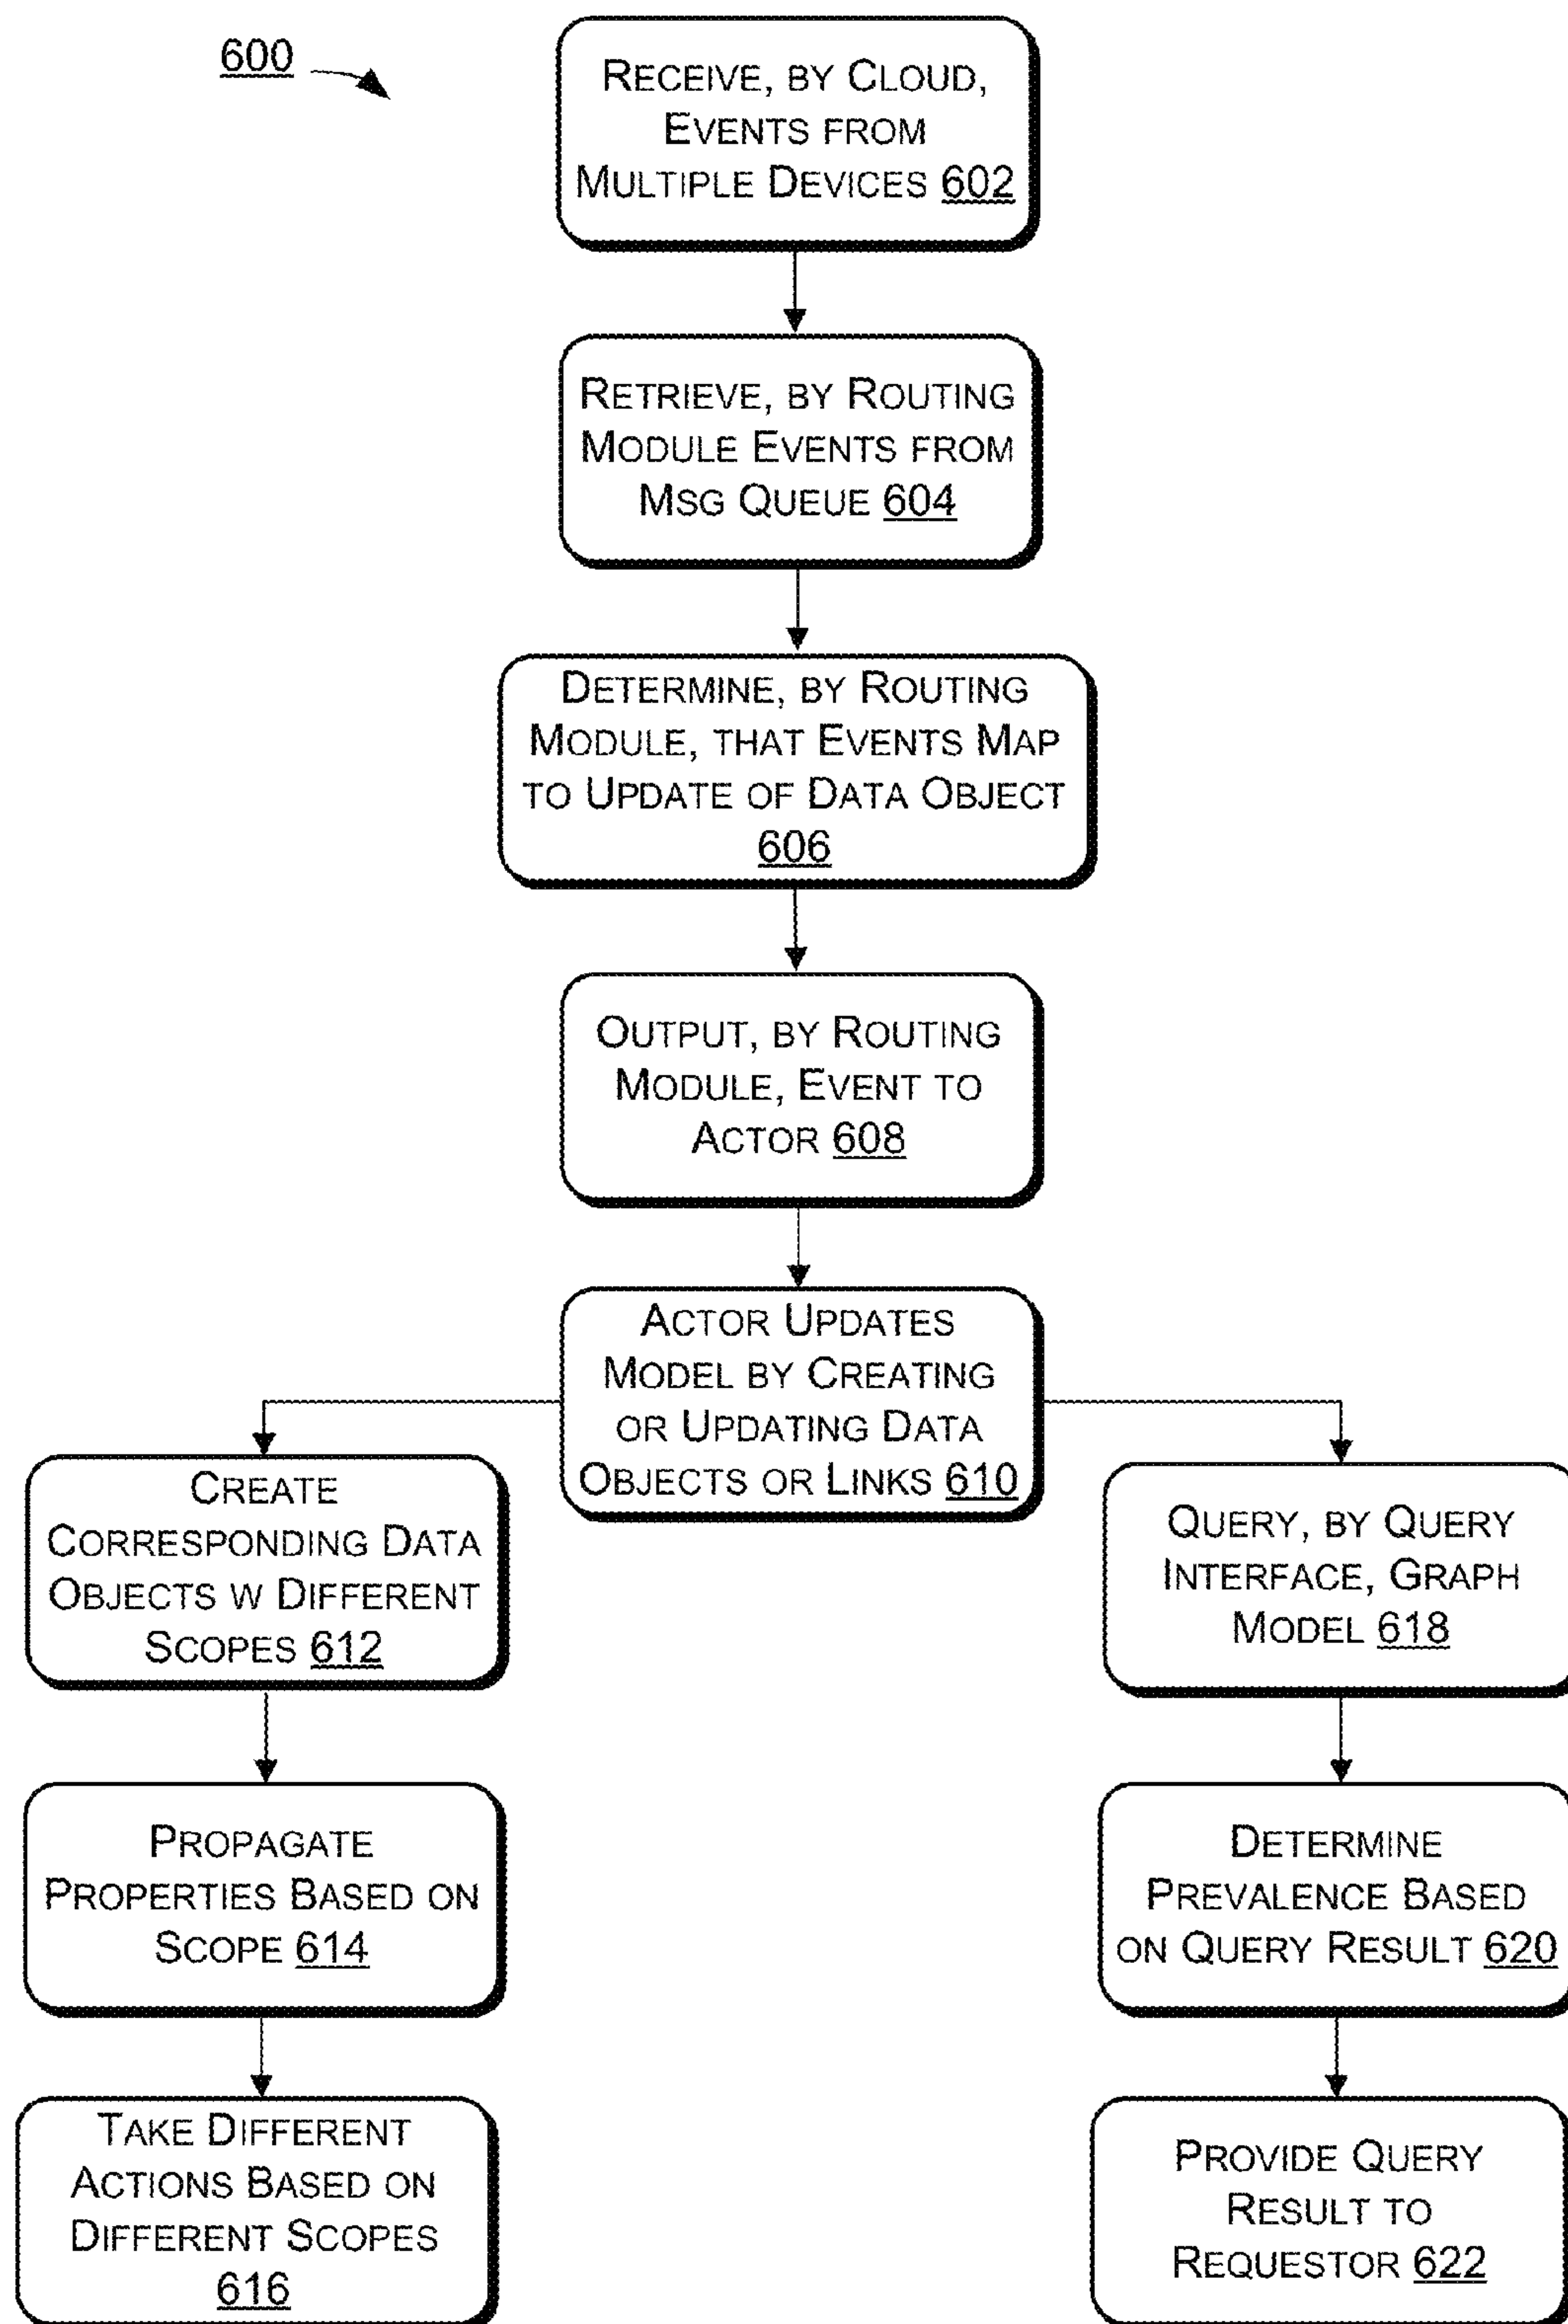 600
RECEIVE, BY CLOUD,
EVENTS FROM
MULTIPLE DEVICES 602
RETRIEVE, BY ROUTING
MODULE EVENTS FROM
MSG QUEUE 604
DETERMINE, BY ROUTING
MODULE, THAT EVENTS MAP
TO UPDATE OF DATA OBJECT
606
OUTPUT, BY ROUTING
MODULE, EVENT TO
ACTOR 608
ACTOR UPDATES
MODEL BY CREATING
OR UPDATING DATA
OBJECTS OR LINKS 610
CREATE
CORRESPONDING DATA
OBJECTS W DIFFERENT
SCOPES 612
PROPAGATE
PROPERTIES BASED ON
SCOPE 614
TAKE DIFFERENT
ACTIONS BASED ON
DIFFERENT SCOPES
616
QUERY, BY QUERY
INTERFACE, GRAPH
MODEL 618
DETERMINE
PREVALENCE BASED
ON QUERY RESULT 620
PROVIDE QUERY
RESULT TO
REQUESTOR 622